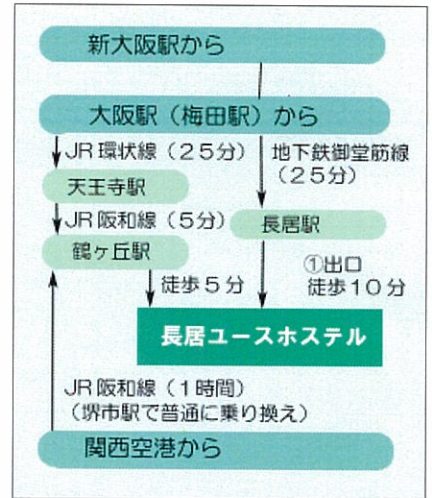 新大阪駅から
大阪駅（梅田駅）から
JR環状線（25分）
地下鉄御堂筋線
（25分）
天王寺駅
JR阪和線（5分）
長居駅
鶴ヶ丘駅
①出口
徒歩10分
徒歩5分
長居ユースホステル
JR阪和線（1時間）
（堺市駅で普通に乗り換え）
関西空港から